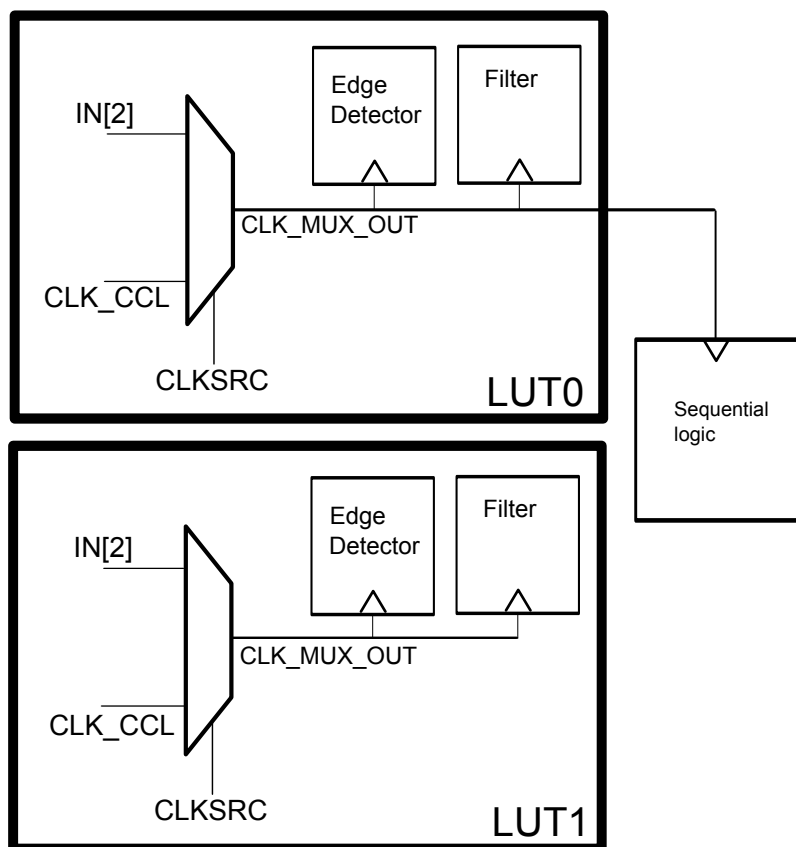 Edge
Detector
Filter
IN[2]
CLK_MUX_OUT
CLK_CCL
CLKSRC
LUT0
Sequential
logic
Edge
Detector
Filter
IN[2]
CLK_MUX_OUT
CLK_CCL
CLKSRC
LUT1